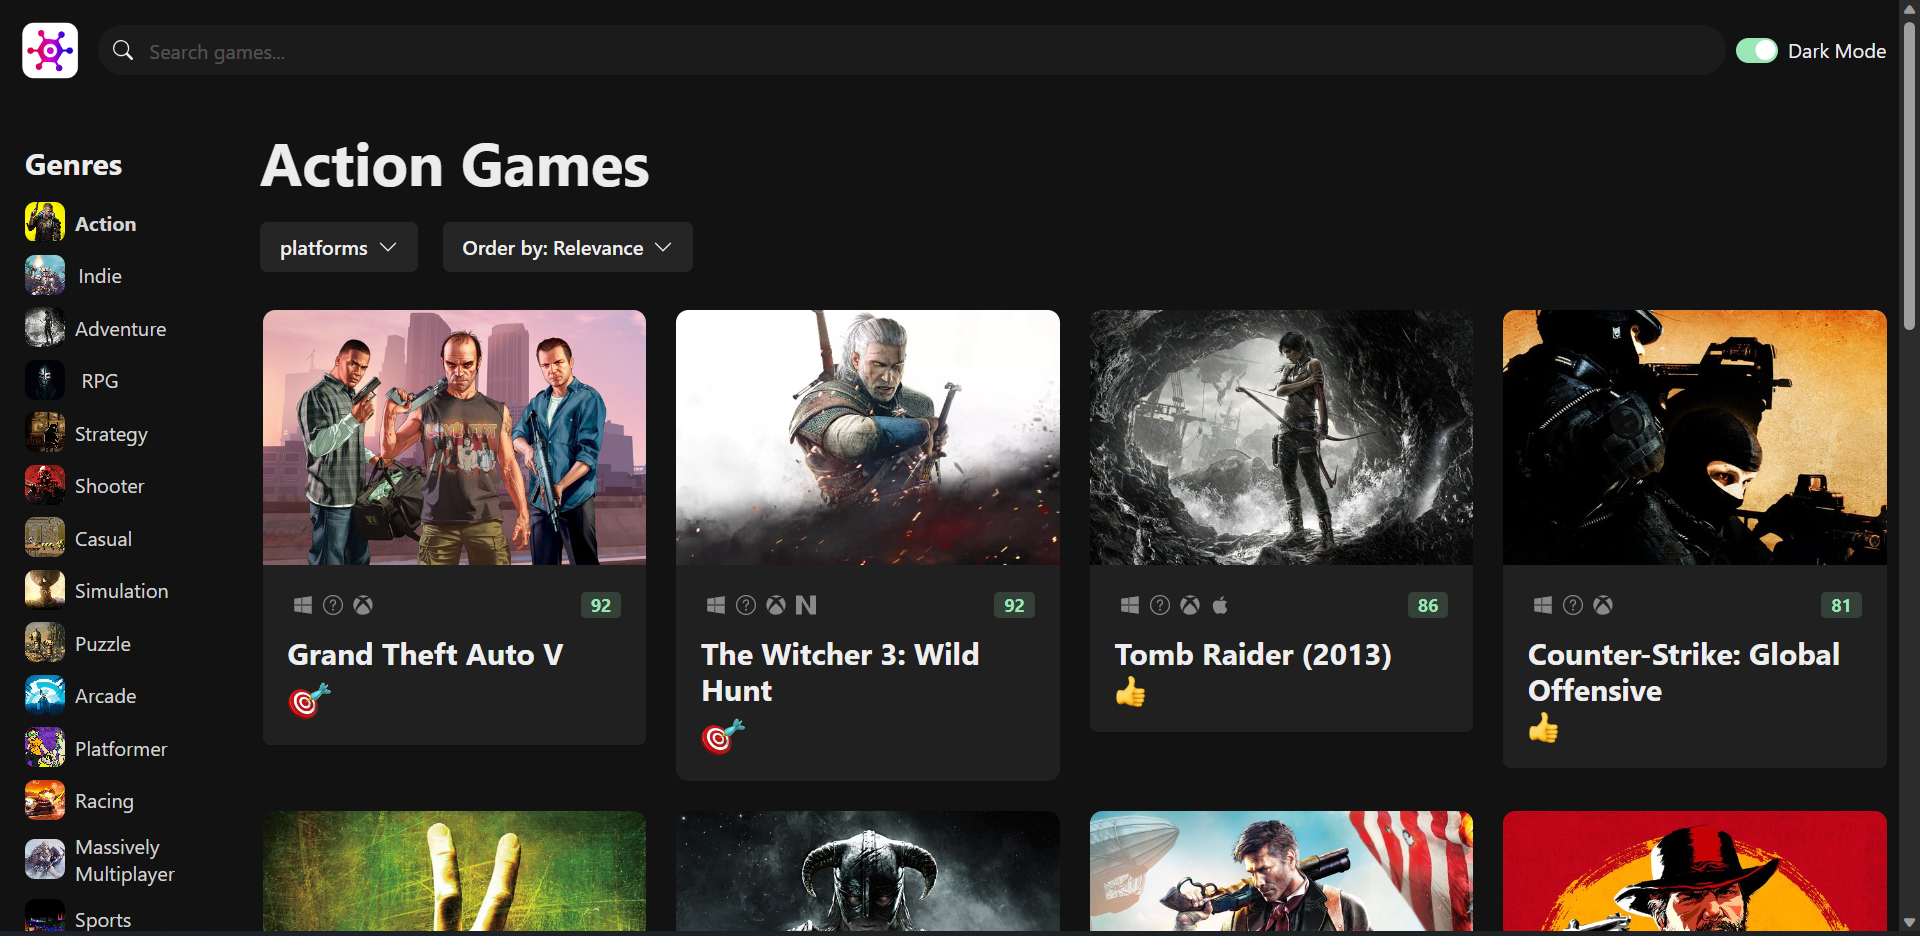 Search games...
Dark Mode
Genres
Action
Indie
Adventure
RPG
Strategy
Shooter
Casual
Simulation
Puzzle
Arcade
Platformer
Racing
Massively
Multiplayer
Sports
Action Games
platforms
Order by: Relevance
92
Grand Theft Auto V
92
The Witcher 3: Wild
Hunt
86
Tomb Raider (2013)
81
Counter-Strike: Global
Offensive